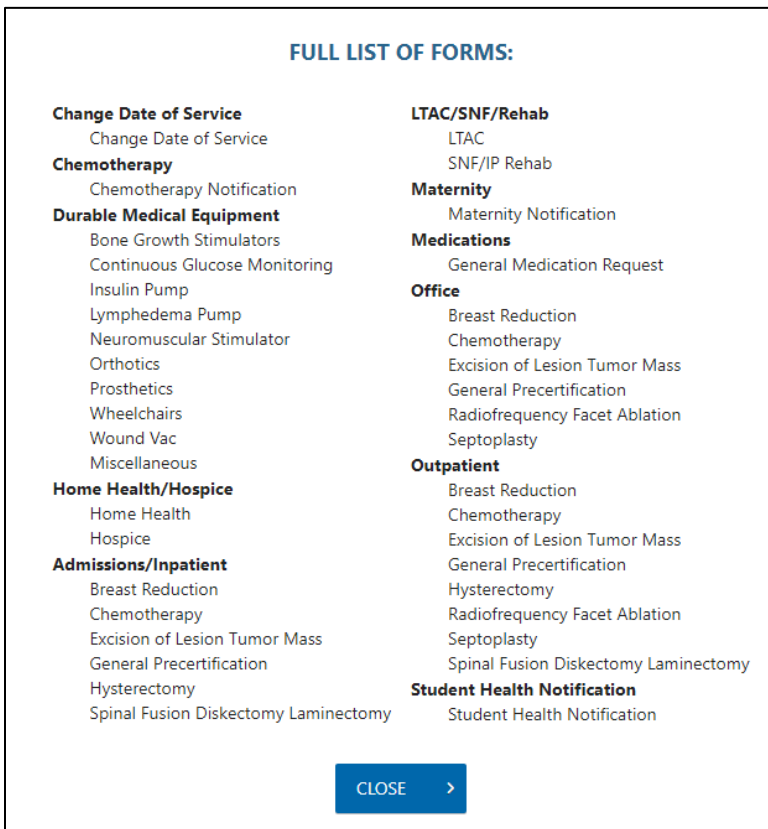 FULL LIST OF FORMS:
Change Date of Service
Change Date of Service
Chemotherapy
Chemotherapy Notification
Durable Medical Equipment
Bone Growth Stimulators
Continuous Glucose Monitoring
Insulin Pump
Lymphedema Pump
Neuromuscular Stimulator
Orthotics
Prosthetics
Wheelchairs
Wound Vac
Miscellaneous
Home Health/Hospice
Home Health
Hospice
Admissions/Inpatient
Breast Reduction
Chemotherapy
Excision of Lesion Tumor Mass
General Precertification
Hysterectomy
Spinal Fusion Diskectomy Laminectomy
LTAC/SNF/Rehab
LTAC
SNF/IP Rehab
Maternity
Maternity Notification
Medications
General Medication Request
Office
Breast Reduction
Chemotherapy
Excision of Lesion Tumor Mass
General Precertification
Radiofrequency Facet Ablation
Septoplasty
Outpatient
Breast Reduction
Chemotherapy
Excision of Lesion Tumor Mass
General Precertification
Hysterectomy
Radiofrequency Facet Ablation
Septoplasty
Spinal Fusion Diskectomy Laminectomy
Student Health Notification
Student Health Notification
CLOSE